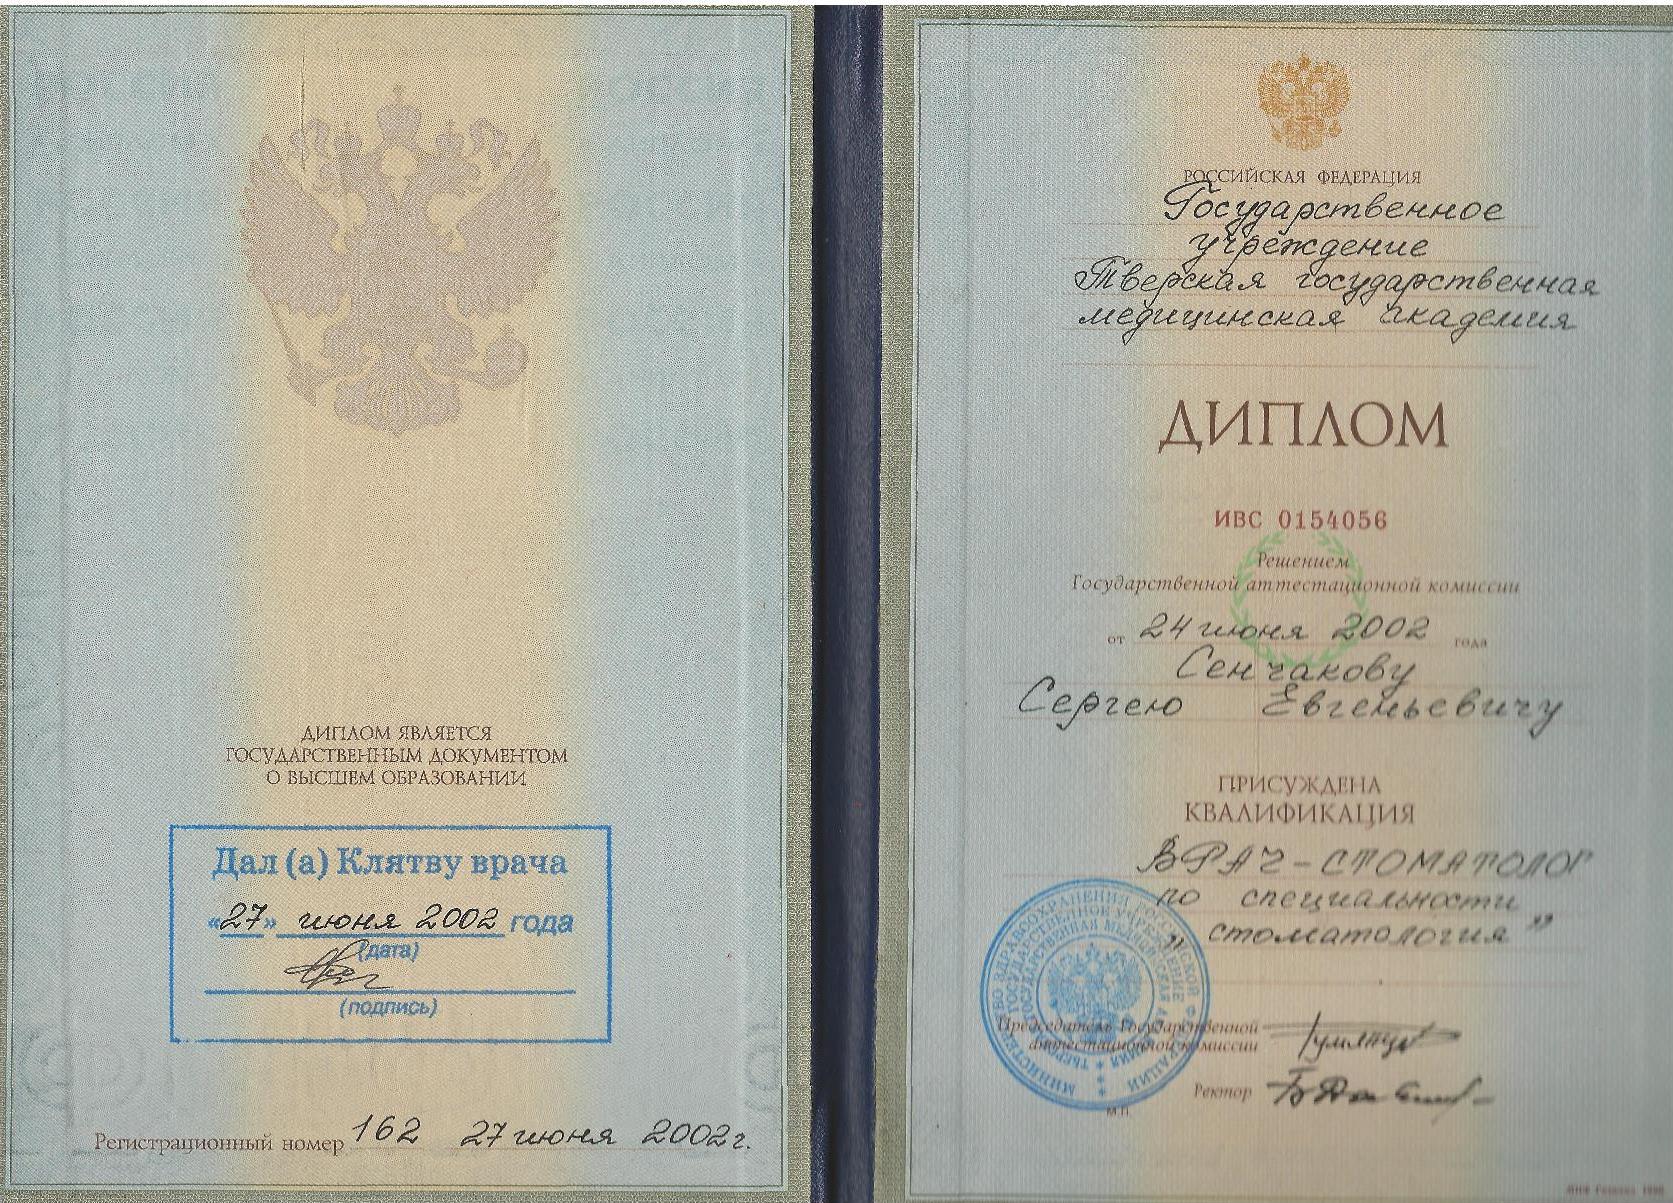 ДИПЛОМ ЯВЛЯЕТСЯ
ГОСУДАРСТВЕННЫМ ДОКУМЕНТОМ
О ВЫСШЕМ ОБРАЗОВАНИИ
Дал (а) Клятву врача
«27» июня 2002 года
(дата)
(подпись)
Регистрационный номер 162 27 июня 2002 г.
РОССИЙСКАЯ ФЕДЕРАЦИЯ
Государственное
учреждение
Тверская государственная
медицинская академия
ДИПЛОМ
ИВС 0154056
Решением
Государственной аттестационной комиссии
от 24 июня 2002 года
Сенчакову
Сергею Евгеньевичу
ПРИСУЖДЕНА
КВАЛИФИКАЦИЯ
ВРАЧ-СТОМАТОЛОГ
по специальности
„ стоматология "
Председатель Государственной
аттестационной комиссии
Ректор
М.П.